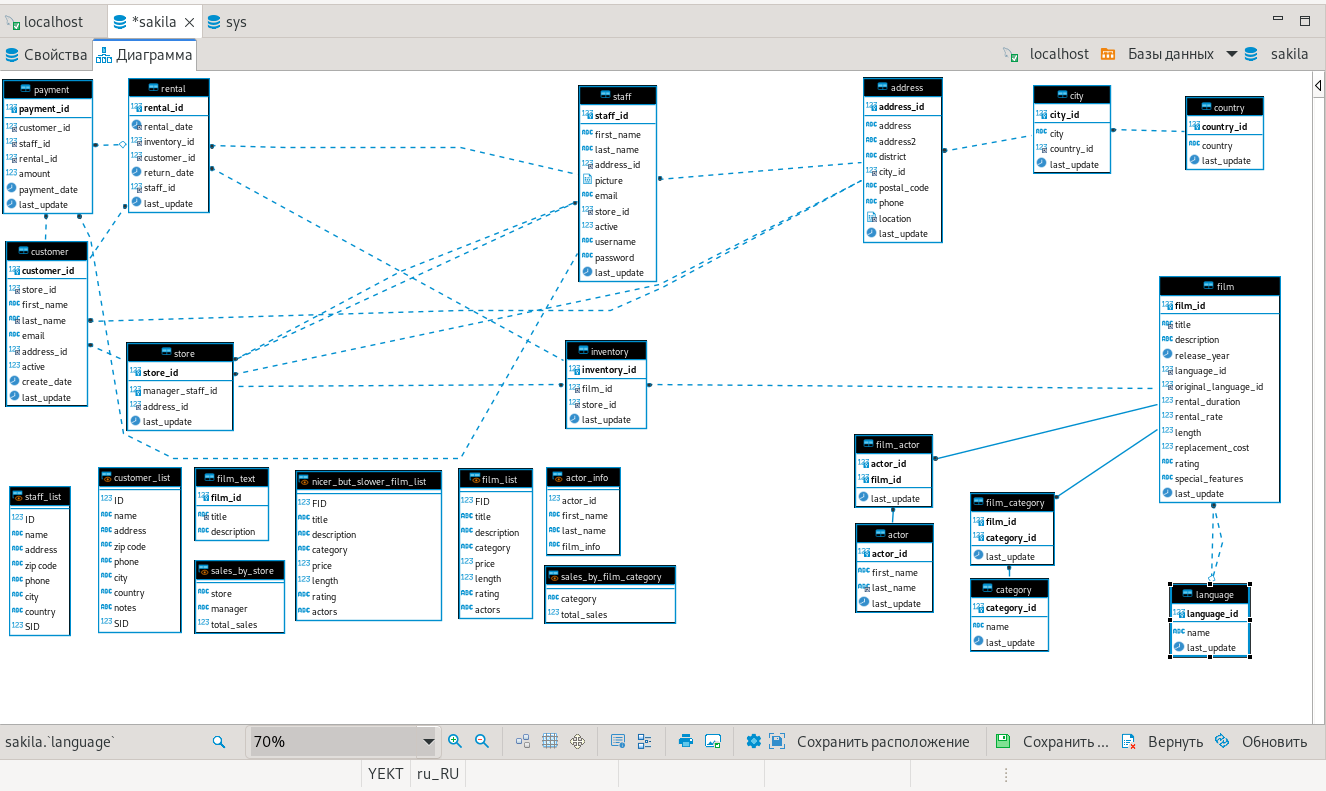 localhost
*sakila
sys
Свойства
Диаграмма
localhost
Базы данных
sakila
payment
payment_id
customer_id
staff_id
rental_id
amount
payment_date
last_update
rental
rental_id
rental_date
inventory_id
customer_id
return_date
staff_id
last_update
staff
staff_id
first_name
last_name
address_id
picture
email
store_id
active
username
password
last_update
address
address_id
address
address2
district
city_id
postal_code
phone
location
last_update
city
city_id
city
country_id
last_update
country
country_id
country
last_update
customer
customer_id
store_id
first_name
last_name
email
address_id
active
create_date
last_update
store
store_id
manager_staff_id
address_id
last_update
inventory
inventory_id
film_id
store_id
last_update
film
film_id
title
description
release_year
language_id
original_language_id
rental_duration
rental_rate
length
replacement_cost
rating
special_features
last_update
film_actor
actor_id
film_id
last_update
actor
actor_id
first_name
last_name
last_update
film_category
film_id
category_id
last_update
category
category_id
name
last_update
language
language_id
name
last_update
staff_list
ID
name
address
zip code
phone
city
country
SID
customer_list
ID
name
address
zip code
phone
city
country
notes
SID
film_text
film_id
title
description
sales_by_store
store
manager
total_sales
nicer_but_slower_film_list
FID
title
description
category
price
length
rating
actors
film_list
FID
title
description
category
price
length
rating
actors
actor_info
actor_id
first_name
last_name
film_info
sales_by_film_category
category
total_sales
sakila.`language`
70%
Сохранить расположение
Сохранить ...
Вернуть
Обновить
YEKT
ru_RU